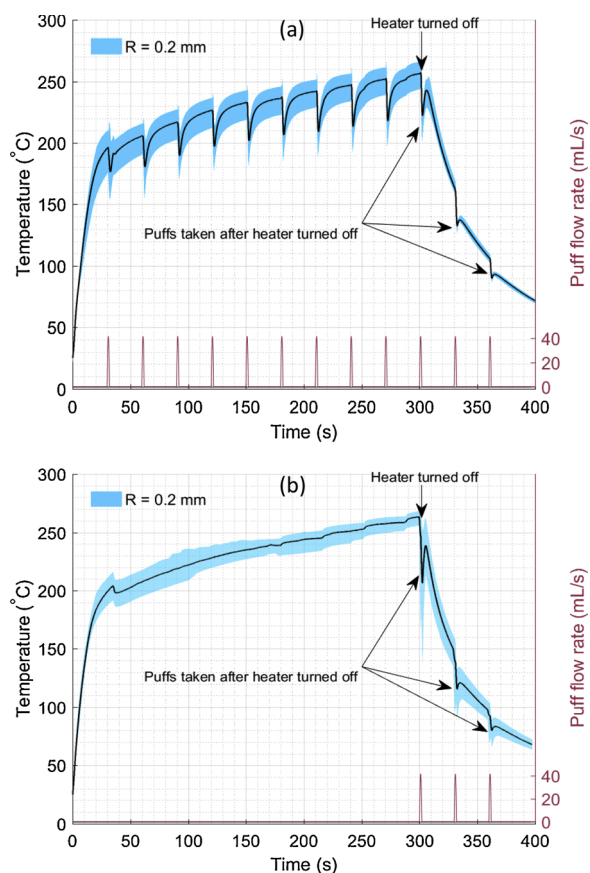 (a)
Heater turned off
R = 0.2 mm
300
250
200
150
100
50
0
Temperature (°C)
Puffs taken after heater turned off
40
20
0
Puff flow rate (mL/s)
0 50 100 150 200 250 300 350 400
Time (s)
(b)
Heater turned off
R = 0.2 mm
300
250
200
150
100
50
0
Temperature (°C)
Puffs taken after heater turned off
40
20
0
Puff flow rate (mL/s)
0 50 100 150 200 250 300 350 400
Time (s)